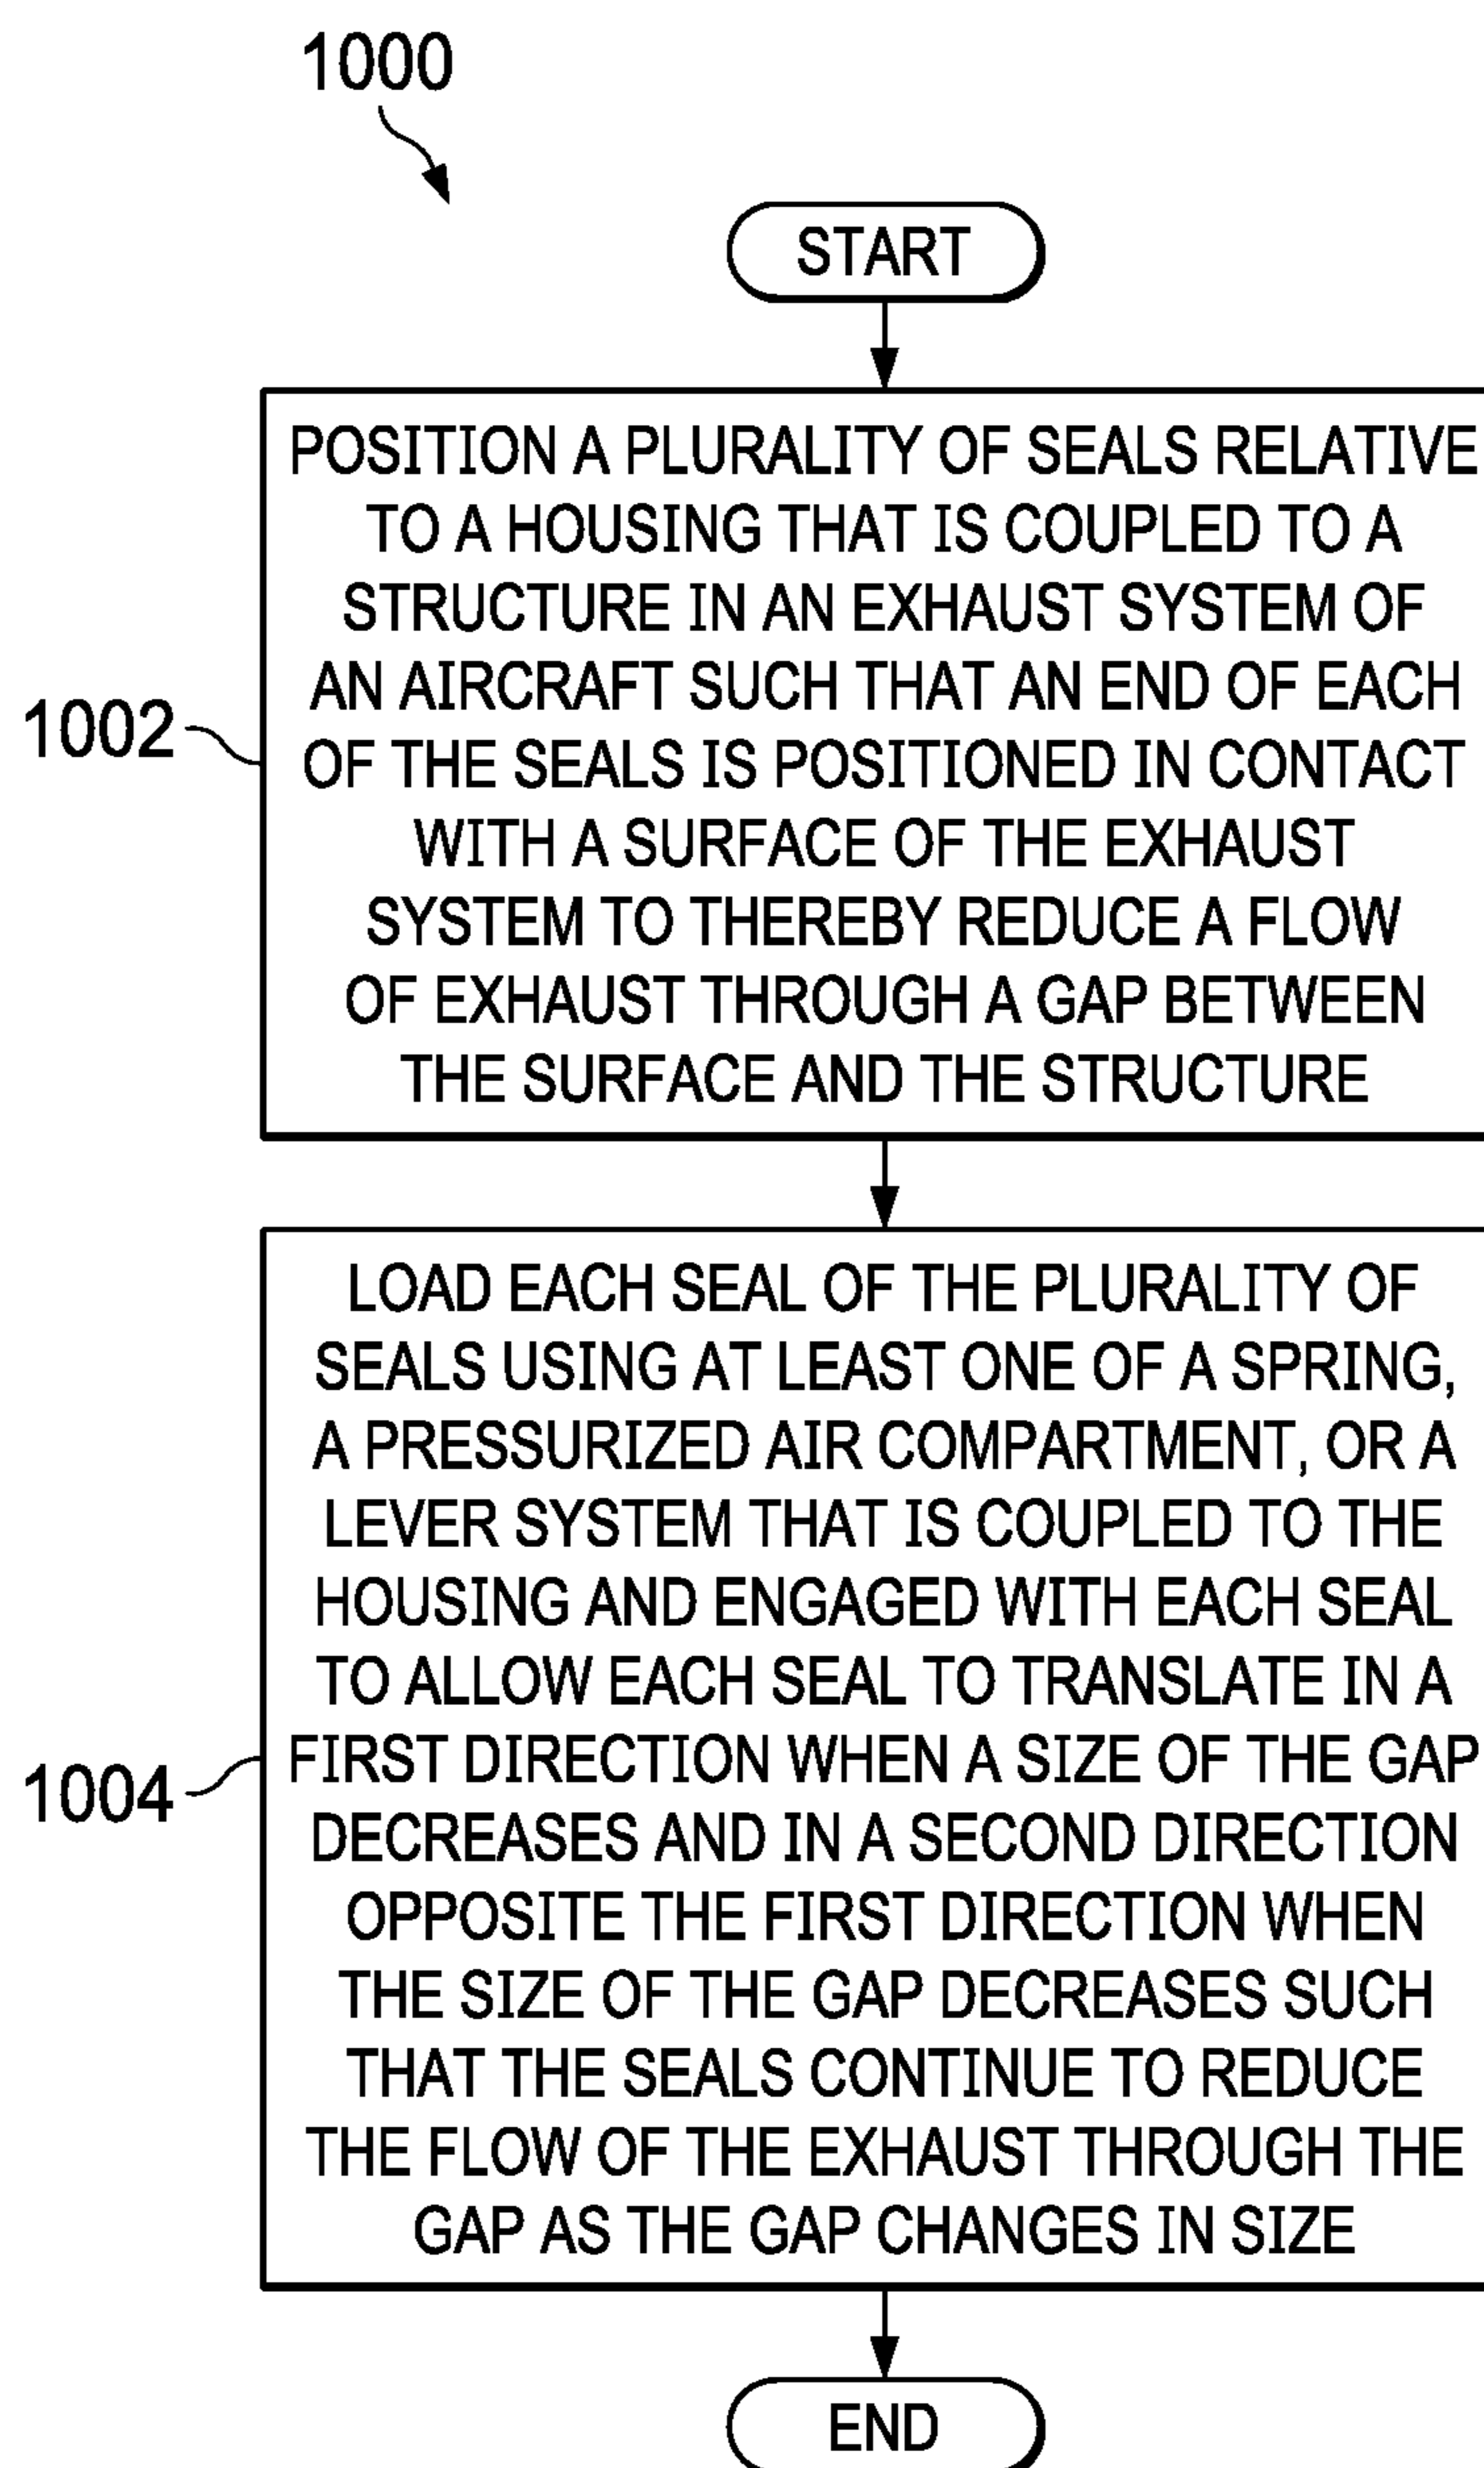 1000
START
POSITION A PLURALITY OF SEALS RELATIVE
TO A HOUSING THAT IS COUPLED TO A
STRUCTURE IN AN EXHAUST SYSTEM OF
AN AIRCRAFT SUCH THAT AN END OF EACH
OF THE SEALS IS POSITIONED IN CONTACT
WITH A SURFACE OF THE EXHAUST
SYSTEM TO THEREBY REDUCE A FLOW
OF EXHAUST THROUGH A GAP BETWEEN
THE SURFACE AND THE STRUCTURE
1002
LOAD EACH SEAL OF THE PLURALITY OF
SEALS USING AT LEAST ONE OF A SPRING,
A PRESSURIZED AIR COMPARTMENT, OR A
LEVER SYSTEM THAT IS COUPLED TO THE
HOUSING AND ENGAGED WITH EACH SEAL
TO ALLOW EACH SEAL TO TRANSLATE IN A
FIRST DIRECTION WHEN A SIZE OF THE GAP
DECREASES AND IN A SECOND DIRECTION
OPPOSITE THE FIRST DIRECTION WHEN
THE SIZE OF THE GAP DECREASES SUCH
THAT THE SEALS CONTINUE TO REDUCE
THE FLOW OF THE EXHAUST THROUGH THE
GAP AS THE GAP CHANGES IN SIZE
1004
END